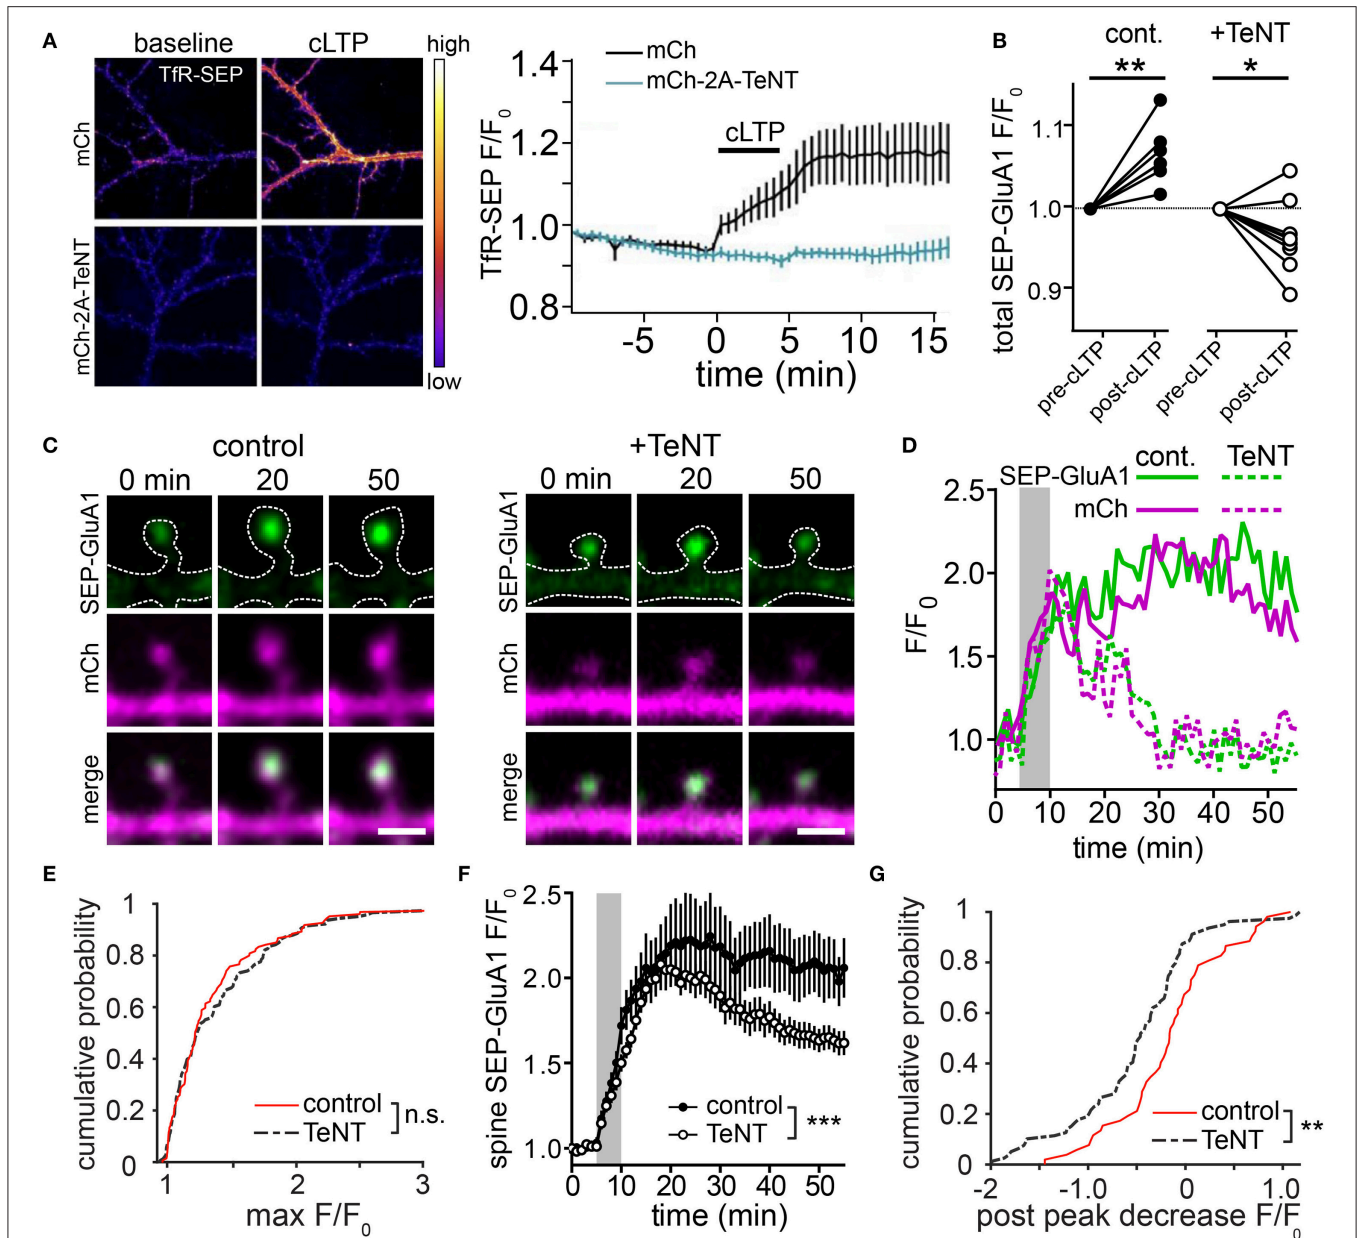 A
baseline
cLTP
high
TfR-SEP
mCh
mCh-2A-TeNT
low
TfR-SEP F/F0
1.4
1.2
1.0
0.8
mCh
mCh-2A-TeNT
cLTP
-5 0 5 10 15
time (min)
B
cont. +TeNT
** *
total SEP-GluA1 F/F0
1.1
1.0
0.9
pre-cLTP post-cLTP pre-cLTP post-cLTP
C
control
0 min 20 50
SEP-GluA1
mCh
merge
+TeNT
0 min 20 50
SEP-GluA1
mCh
merge
D
cont. TeNT
SEP-GluA1
mCh
F/F0
2.5
2.0
1.5
1.0
0 10 20 30 40 50
time (min)
E
cumulative probability
1
0.8
0.6
0.4
0.2
0
control
TeNT
n.s.
1 2 3
max F/F0
F
spine SEP-GluA1 F/F0
2.5
2.0
1.5
1.0
control
TeNT
***
0 10 20 30 40 50
time (min)
G
cumulative probability
1
0.8
0.6
0.4
0.2
0
control
TeNT
**
-2 -1.0 0 1.0
post peak decrease F/F0